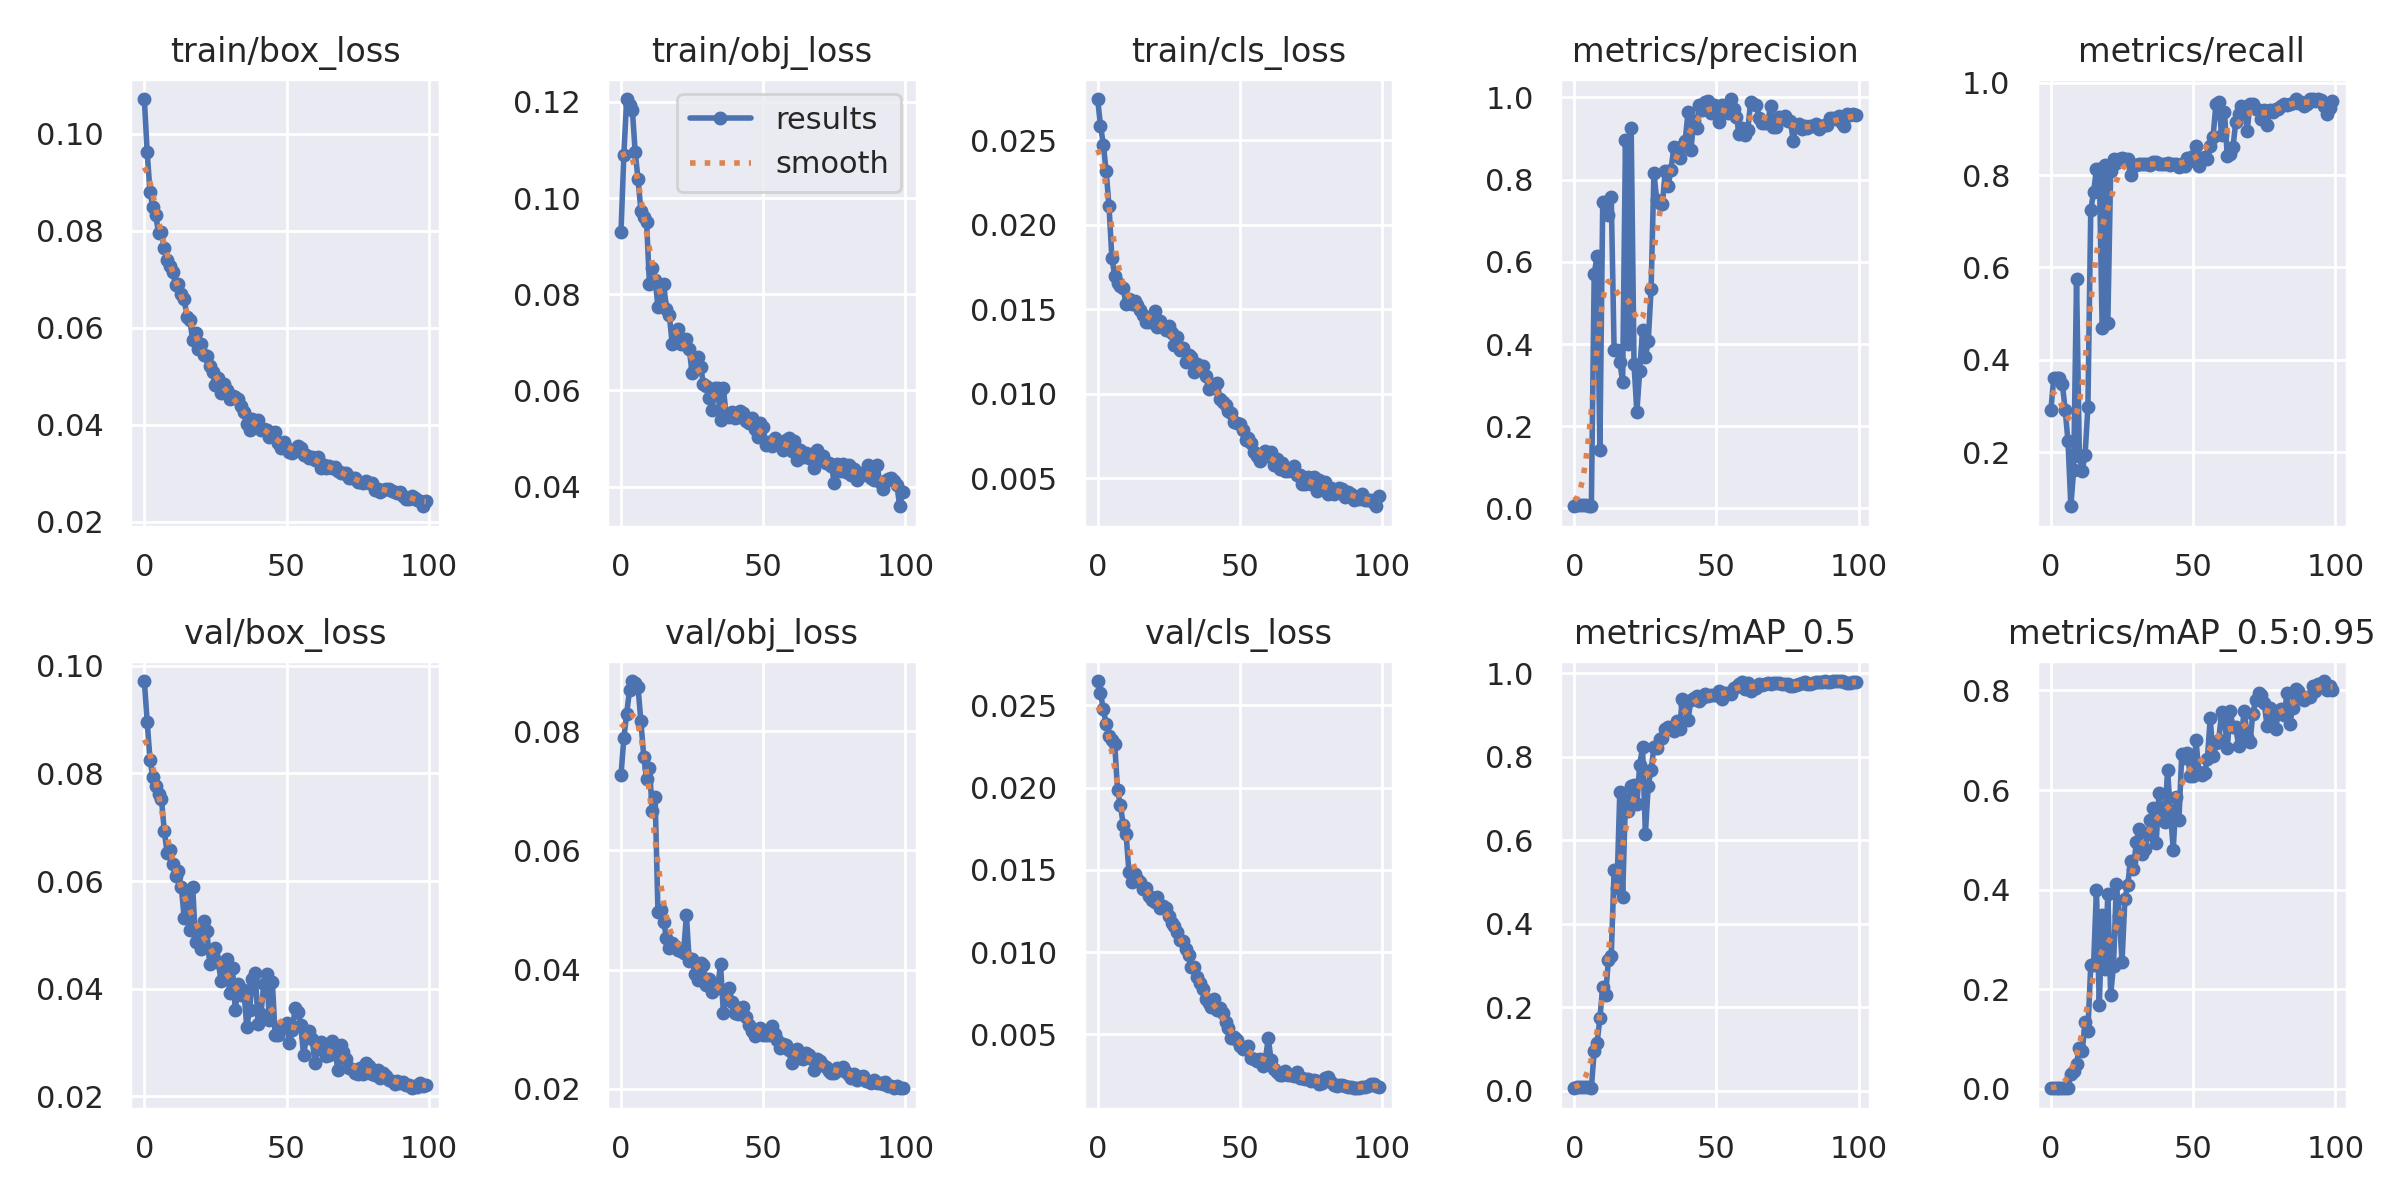 train/box_loss
0.10
0.08
0.06
0.04
0.02
0 50 100
train/obj_loss
results
smooth
0.12
0.10
0.08
0.06
0.04
0 50 100
train/cls_loss
0.025
0.020
0.015
0.010
0.005
0 50 100
metrics/precision
1.0
0.8
0.6
0.4
0.2
0.0
0 50 100
metrics/recall
1.0
0.8
0.6
0.4
0.2
0 50 100
val/box_loss
0.10
0.08
0.06
0.04
0.02
0 50 100
val/obj_loss
0.08
0.06
0.04
0.02
0 50 100
val/cls_loss
0.025
0.020
0.015
0.010
0.005
0 50 100
metrics/mAP_0.5
1.0
0.8
0.6
0.4
0.2
0.0
0 50 100
metrics/mAP_0.5:0.95
0.8
0.6
0.4
0.2
0.0
0 50 100